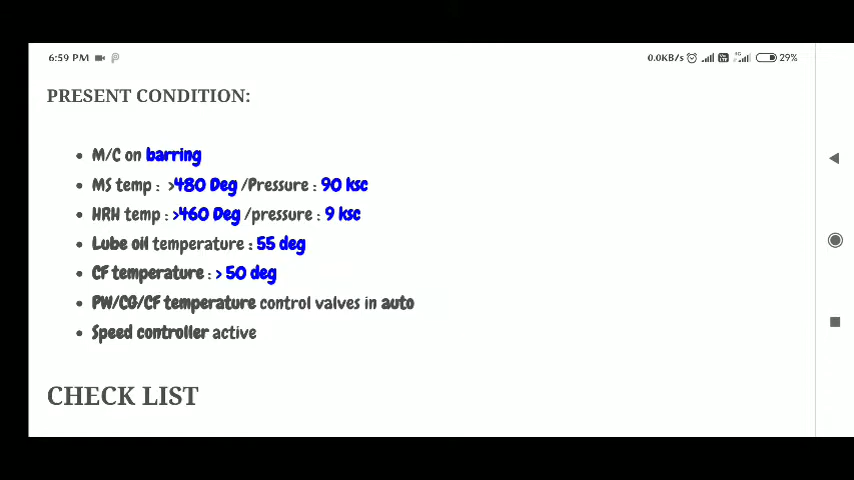 6:59 PM 0.0KB/s 4G 29%
PRESENT CONDITION:
• M/C on barring
• MS temp : >480 Deg /Pressure : 90 ksc
• HRH temp : >460 Deg /pressure : 9 ksc
• Lube oil temperature : 55 deg
• CF temperature : > 50 deg
• PW/CG/CF temperature control valves in auto
• Speed controller active
CHECK LIST